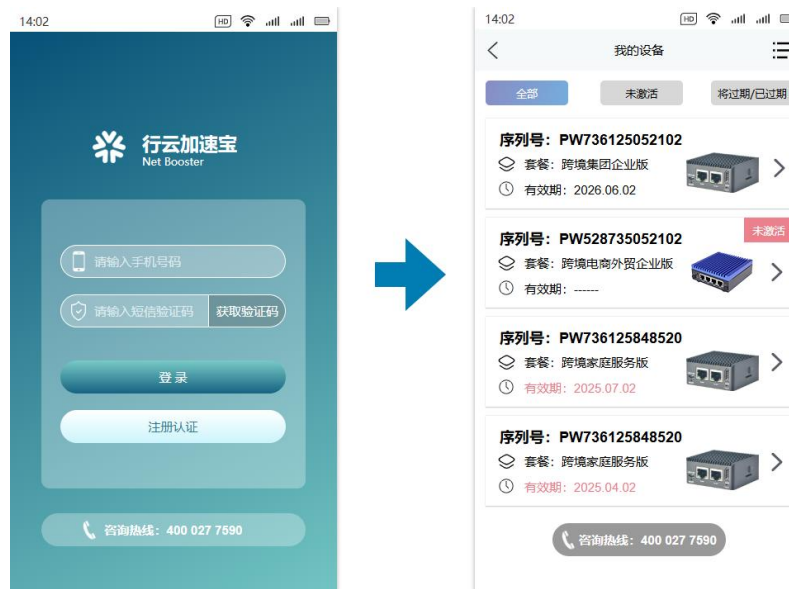 14:02
HD
行云加速宝
Net Booster
请输入手机号码
请输入短信验证码
获取验证码
登 录
注册认证
咨询热线：400 027 7590
14:02
HD
我的设备
全部
未激活
将过期/已过期
序列号：PW736125052102
套餐：跨境集团企业版
有效期：2026.06.02
未激活
序列号：PW528735052102
套餐：跨境电商外贸企业版
有效期：------
序列号：PW736125848520
套餐：跨境家庭服务版
有效期：2025.07.02
序列号：PW736125848520
套餐：跨境家庭服务版
有效期：2025.04.02
咨询热线：400 027 7590